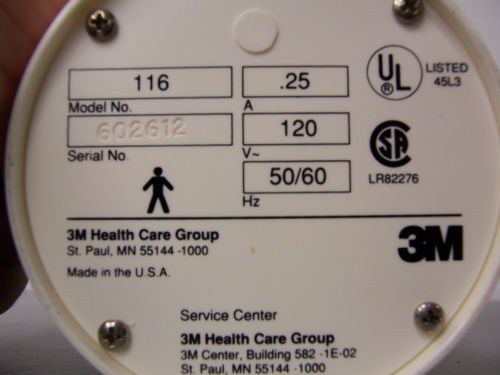 116
Model No.
602612
Serial No.
.25
A
120
V~
50/60
Hz
UL
®
LISTED
45L3
CSA
LR82276
3M Health Care Group
St. Paul, MN 55144 -1000
Made in the U.S.A.
3M
Service Center
3M Health Care Group
3M Center, Building 582 -1E-02
St. Paul, MN 55144 -1000